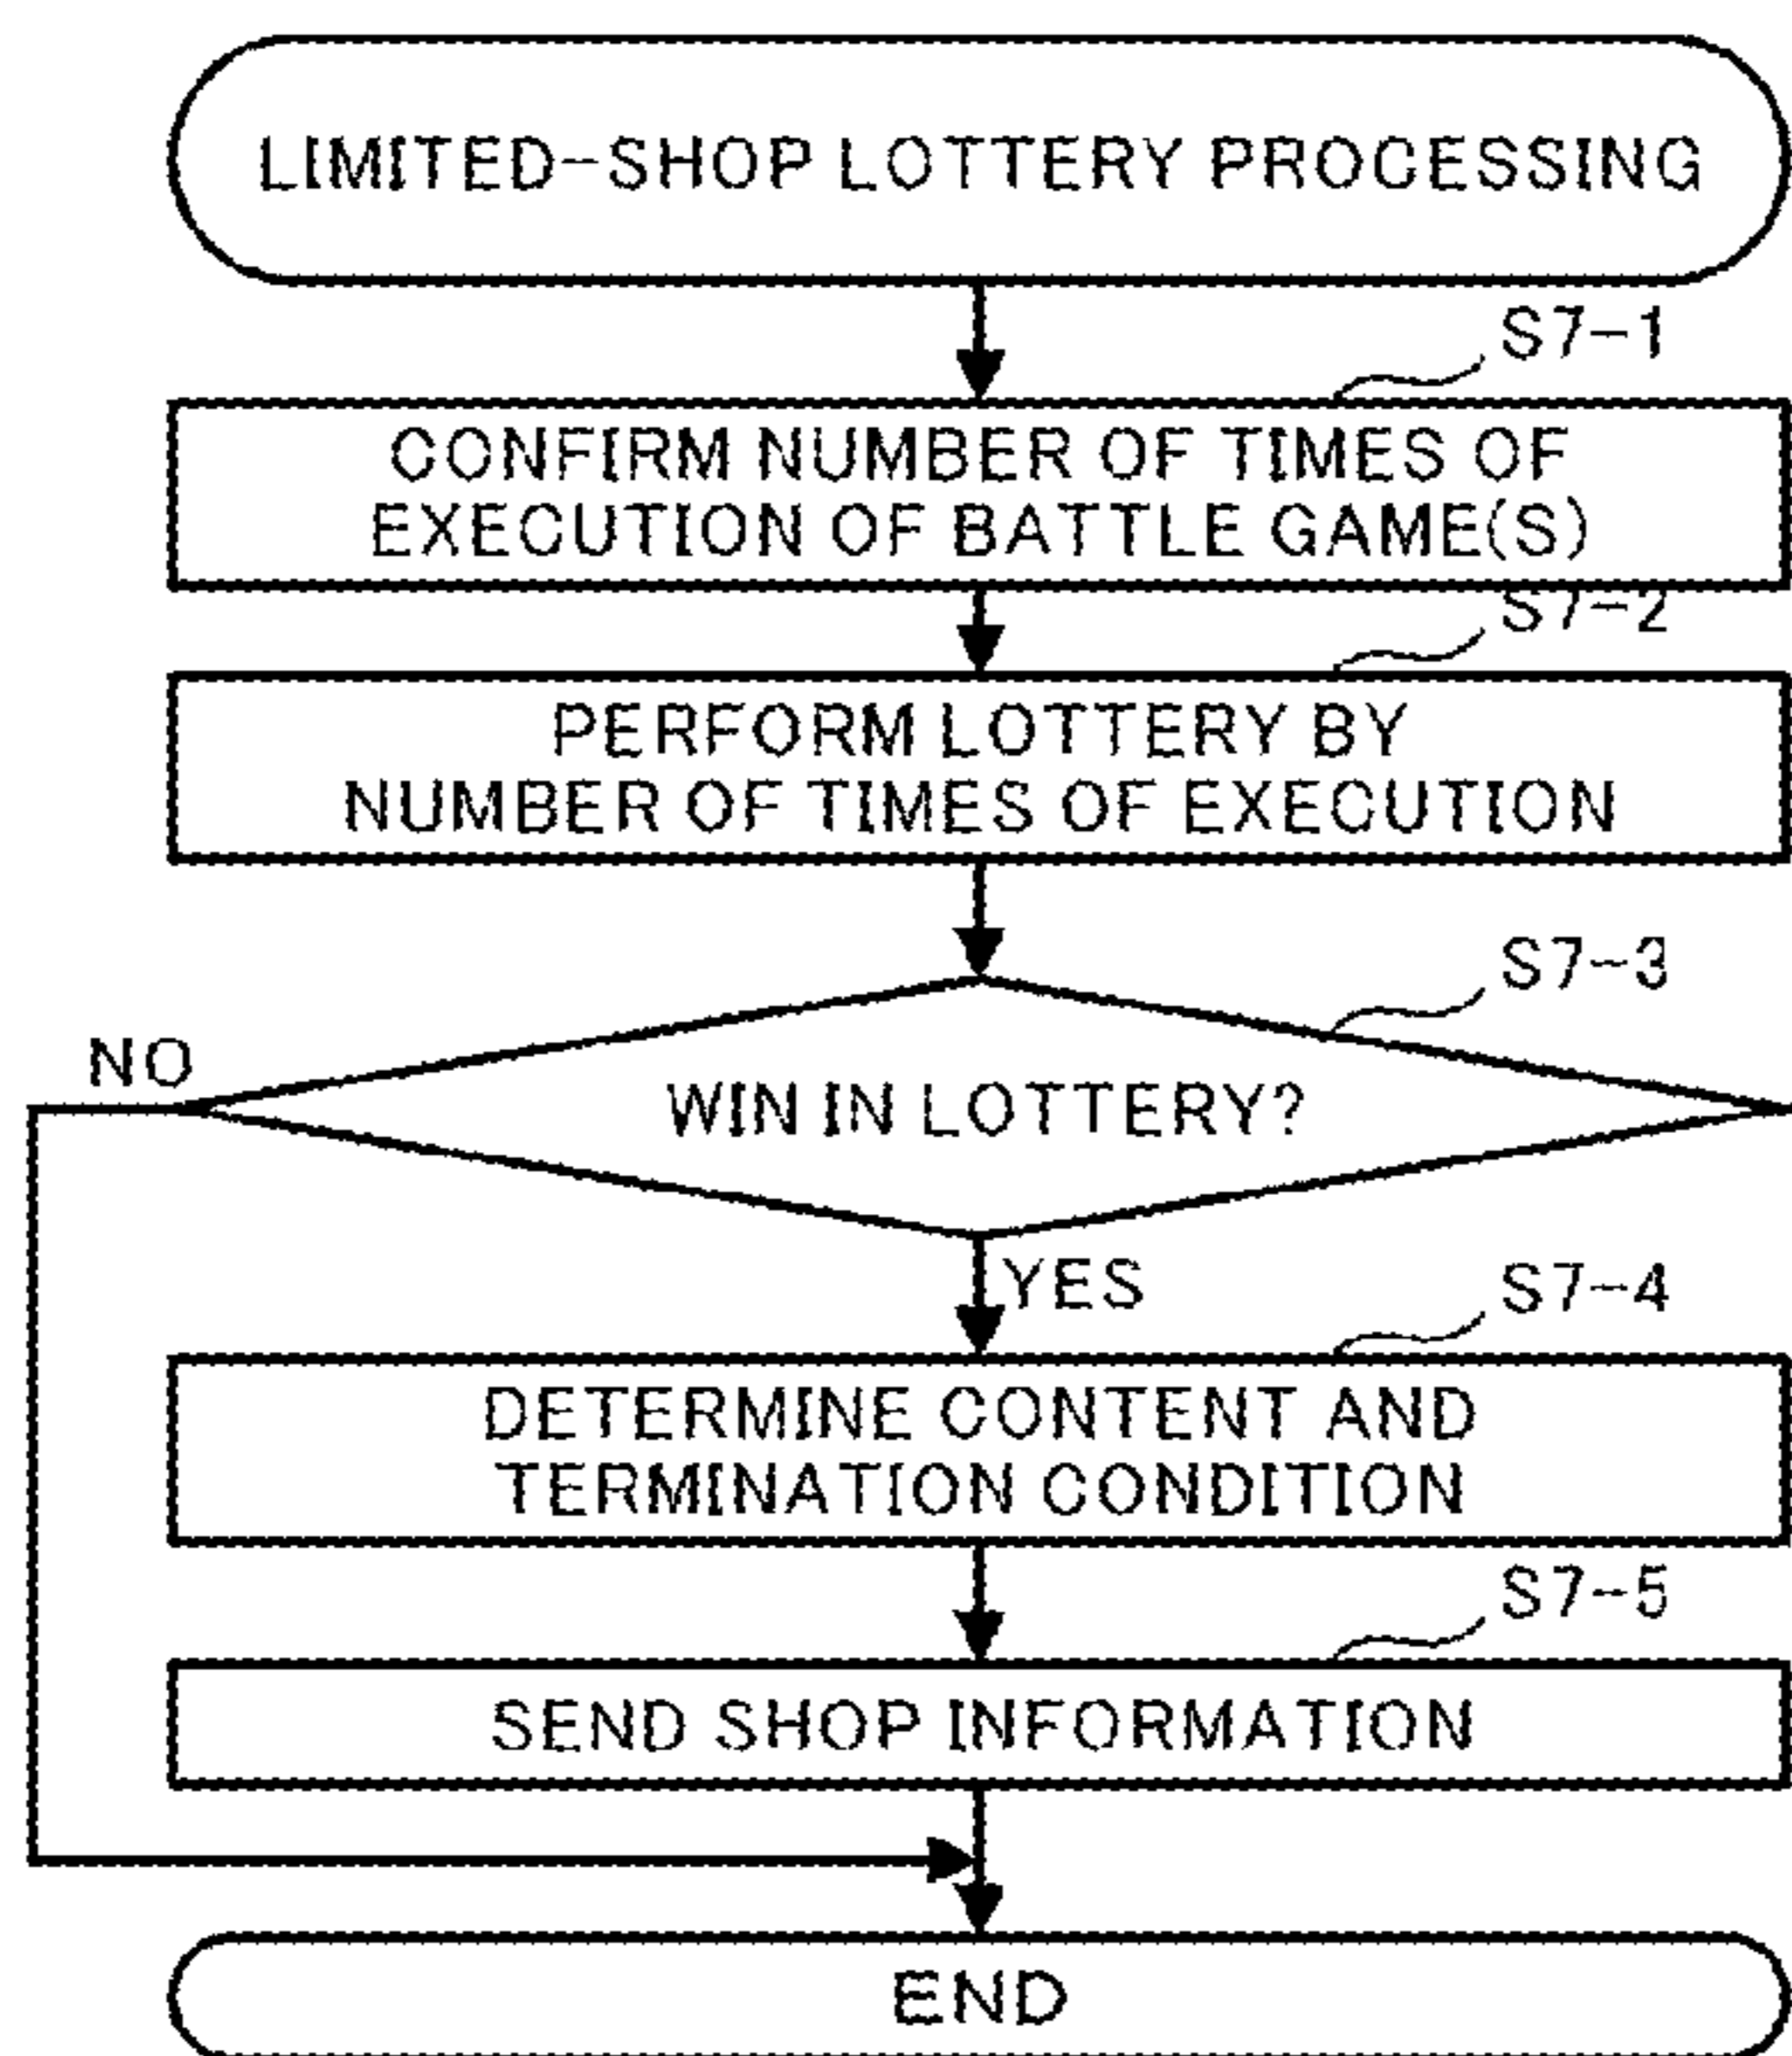 LIMITED-SHOP LOTTERY PROCESSING
S7-1
CONFIRM NUMBER OF TIMES OF
EXECUTION OF BATTLE GAME(S)
S7-2
PERFORM LOTTERY BY
NUMBER OF TIMES OF EXECUTION
S7-3
NO
WIN IN LOTTERY?
YES
S7-4
DETERMINE CONTENT AND
TERMINATION CONDITION
S7-5
SEND SHOP INFORMATION
END